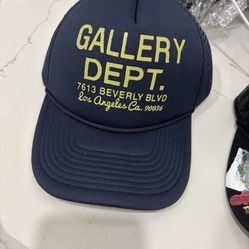 GALLERY
DEPT.
7613 BEVERLY BLVD
Los Angeles Ca. 90036